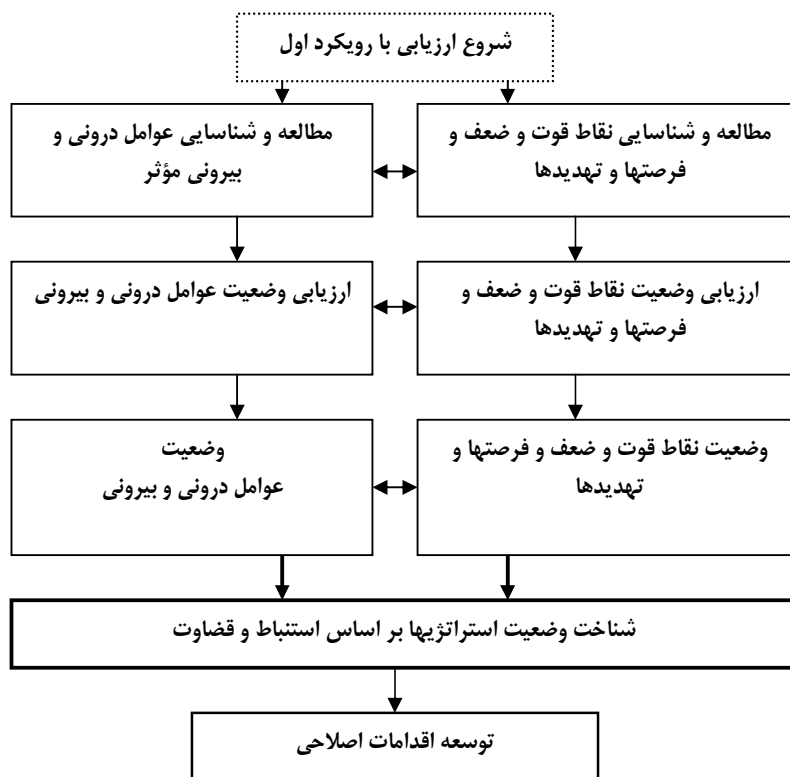 شروع ارزیابی با رویکرد اول
مطالعه و شناسایی نقاط قوت و ضعف و
فرصتها و تهدیدها
مطالعه و شناسایی عوامل درونی و
بیرونی مؤثر
ارزیابی وضعیت نقاط قوت و ضعف و
فرصتها و تهدیدها
ارزیابی وضعیت عوامل درونی و بیرونی
وضعیت نقاط قوت و ضعف و فرصتها و
تهدیدها
وضعیت
عوامل درونی و بیرونی
شناخت وضعیت استراتژیها بر اساس استنباط و قضاوت
توسعه اقدامات اصلاحی